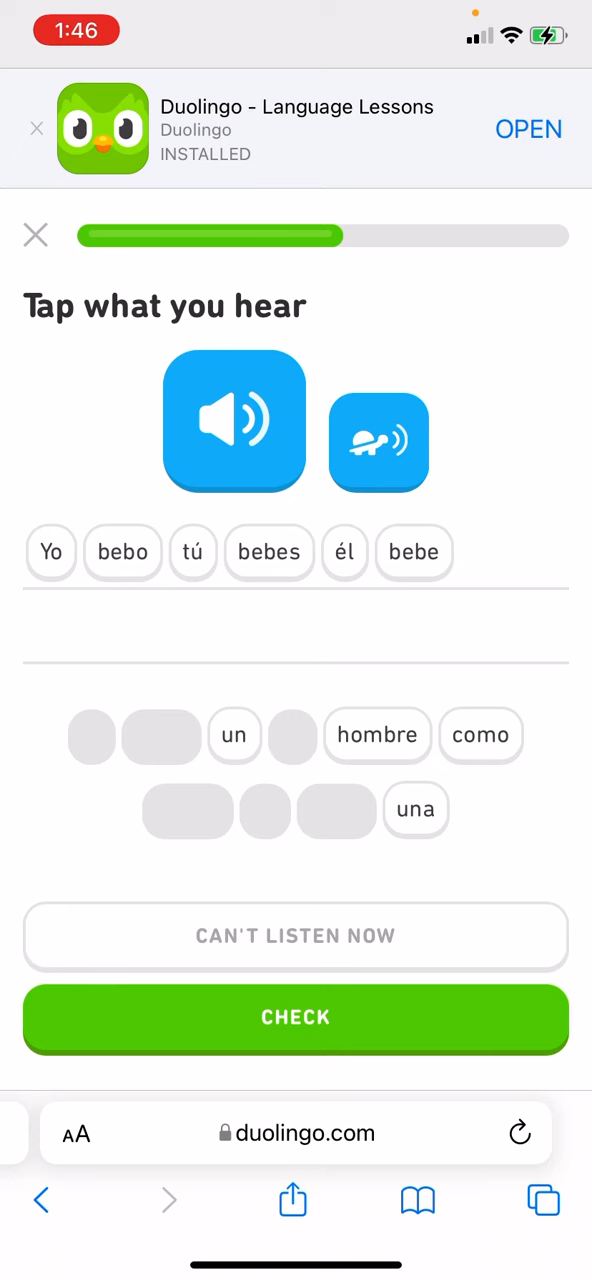 1:46
Duolingo - Language Lessons
Duolingo
INSTALLED
OPEN
Tap what you hear
Yo bebo tú bebes él bebe
un hombre como
una
CAN'T LISTEN NOW
CHECK
AA duolingo.com